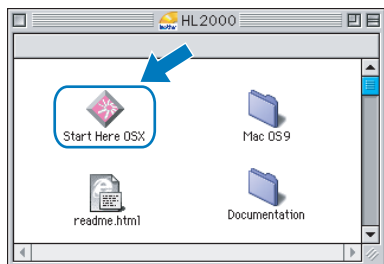 HL2000
Start Here OSX
Mac OS9
readme.html
Documentation